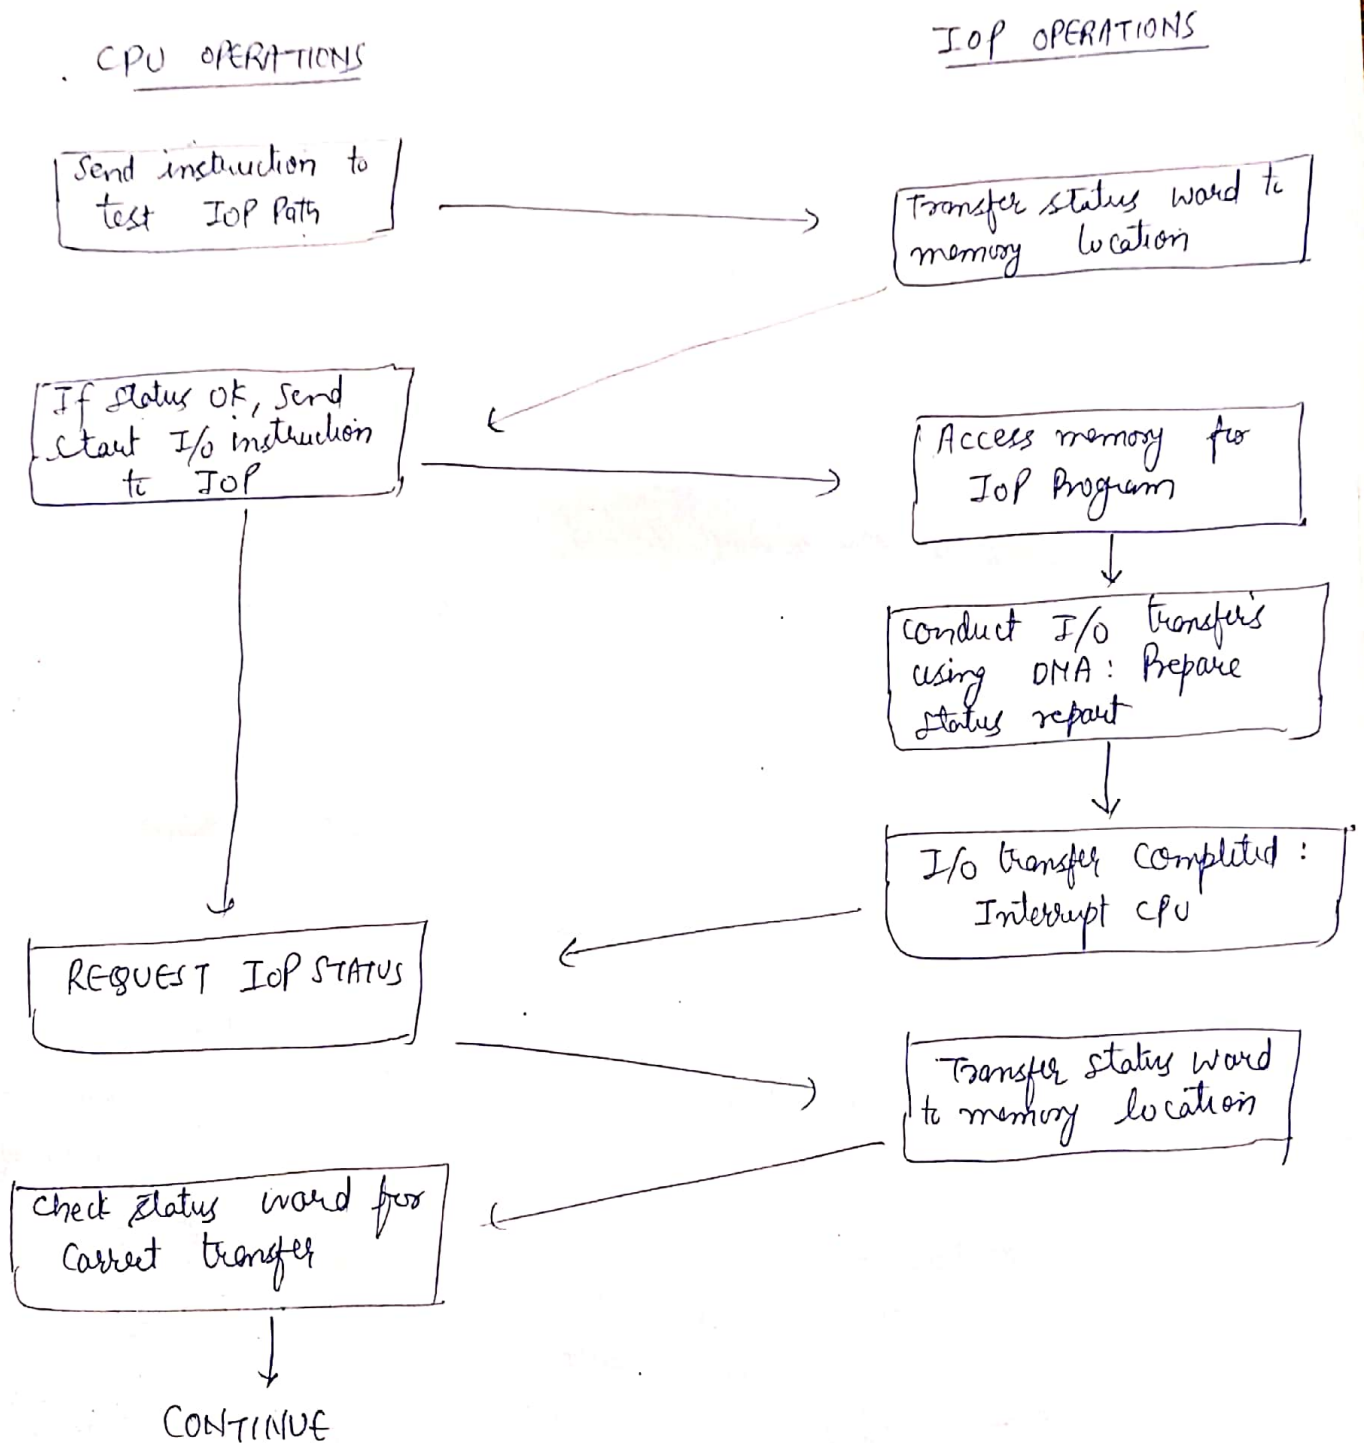 CPU OPERATIONS
IOP OPERATIONS
Send instruction to
test IOP Path
Transfer status word to
memory location
If status OK, Send
start I/O instruction
to IOP
Access memory for
IOP Program
conduct I/O transfer's
using DMA : Prepare
status report
I/O transfer completed :
Interrupt CPU
REQUEST IOP STATUS
Transfer status word
to memory location
Check status word for
Correct transfer
CONTINUE